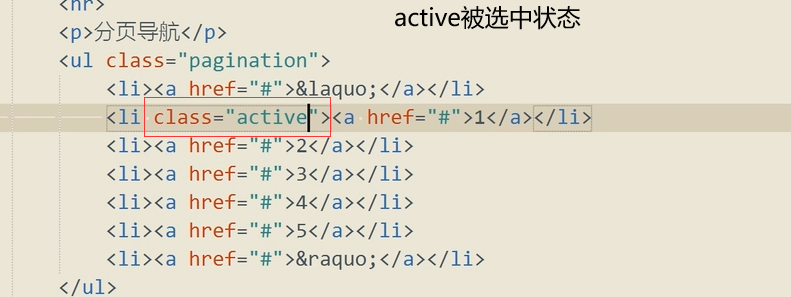 <hr>
active被选中状态
<p>分页导航</p>
<ul class="pagination">
<li><a href="#">&laquo;</a></li>
<li class="active"><a href="#">1</a></li>
<li><a href="#">2</a></li>
<li><a href="#">3</a></li>
<li><a href="#">4</a></li>
<li><a href="#">5</a></li>
<li><a href="#">&raquo;</a></li>
</ul>